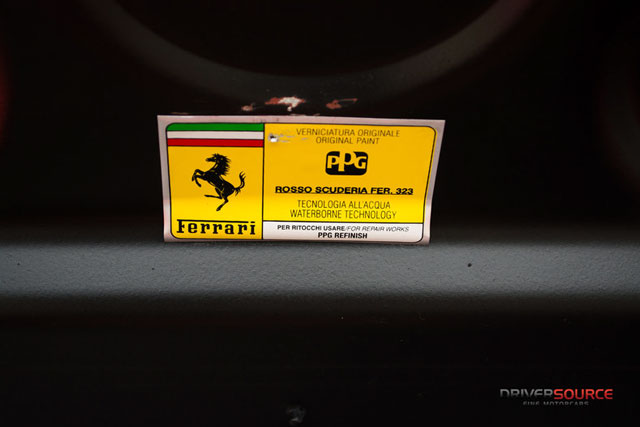 VERNICIATURA ORIGINALE
ORIGINAL PAINT
PPG
ROSSO SCUDERIA FER. 323
TECNOLOGIA ALL'ACQUA
WATERBORNE TECHNOLOGY
Ferrari
PER RITOCCHI USARE/FOR REPAIR WORKS
PPG REFINISH
DRIVERSOURCE
FINE MOTORCARS